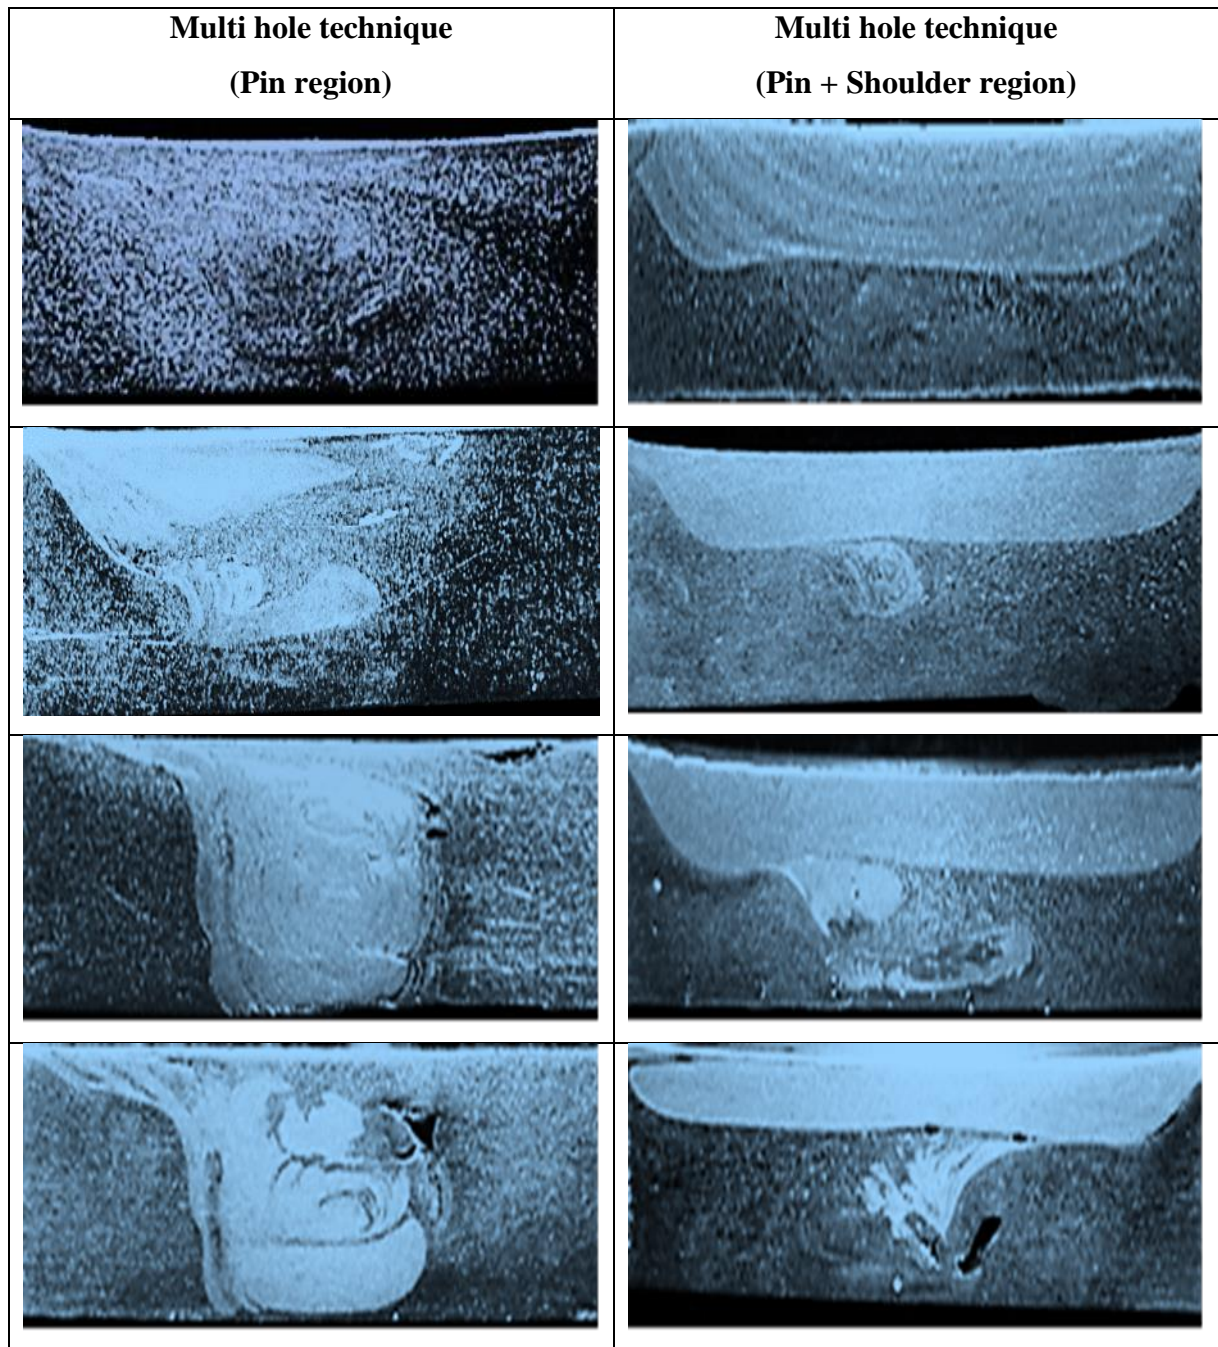 Multi hole technique
(Pin region)
Multi hole technique
(Pin + Shoulder region)